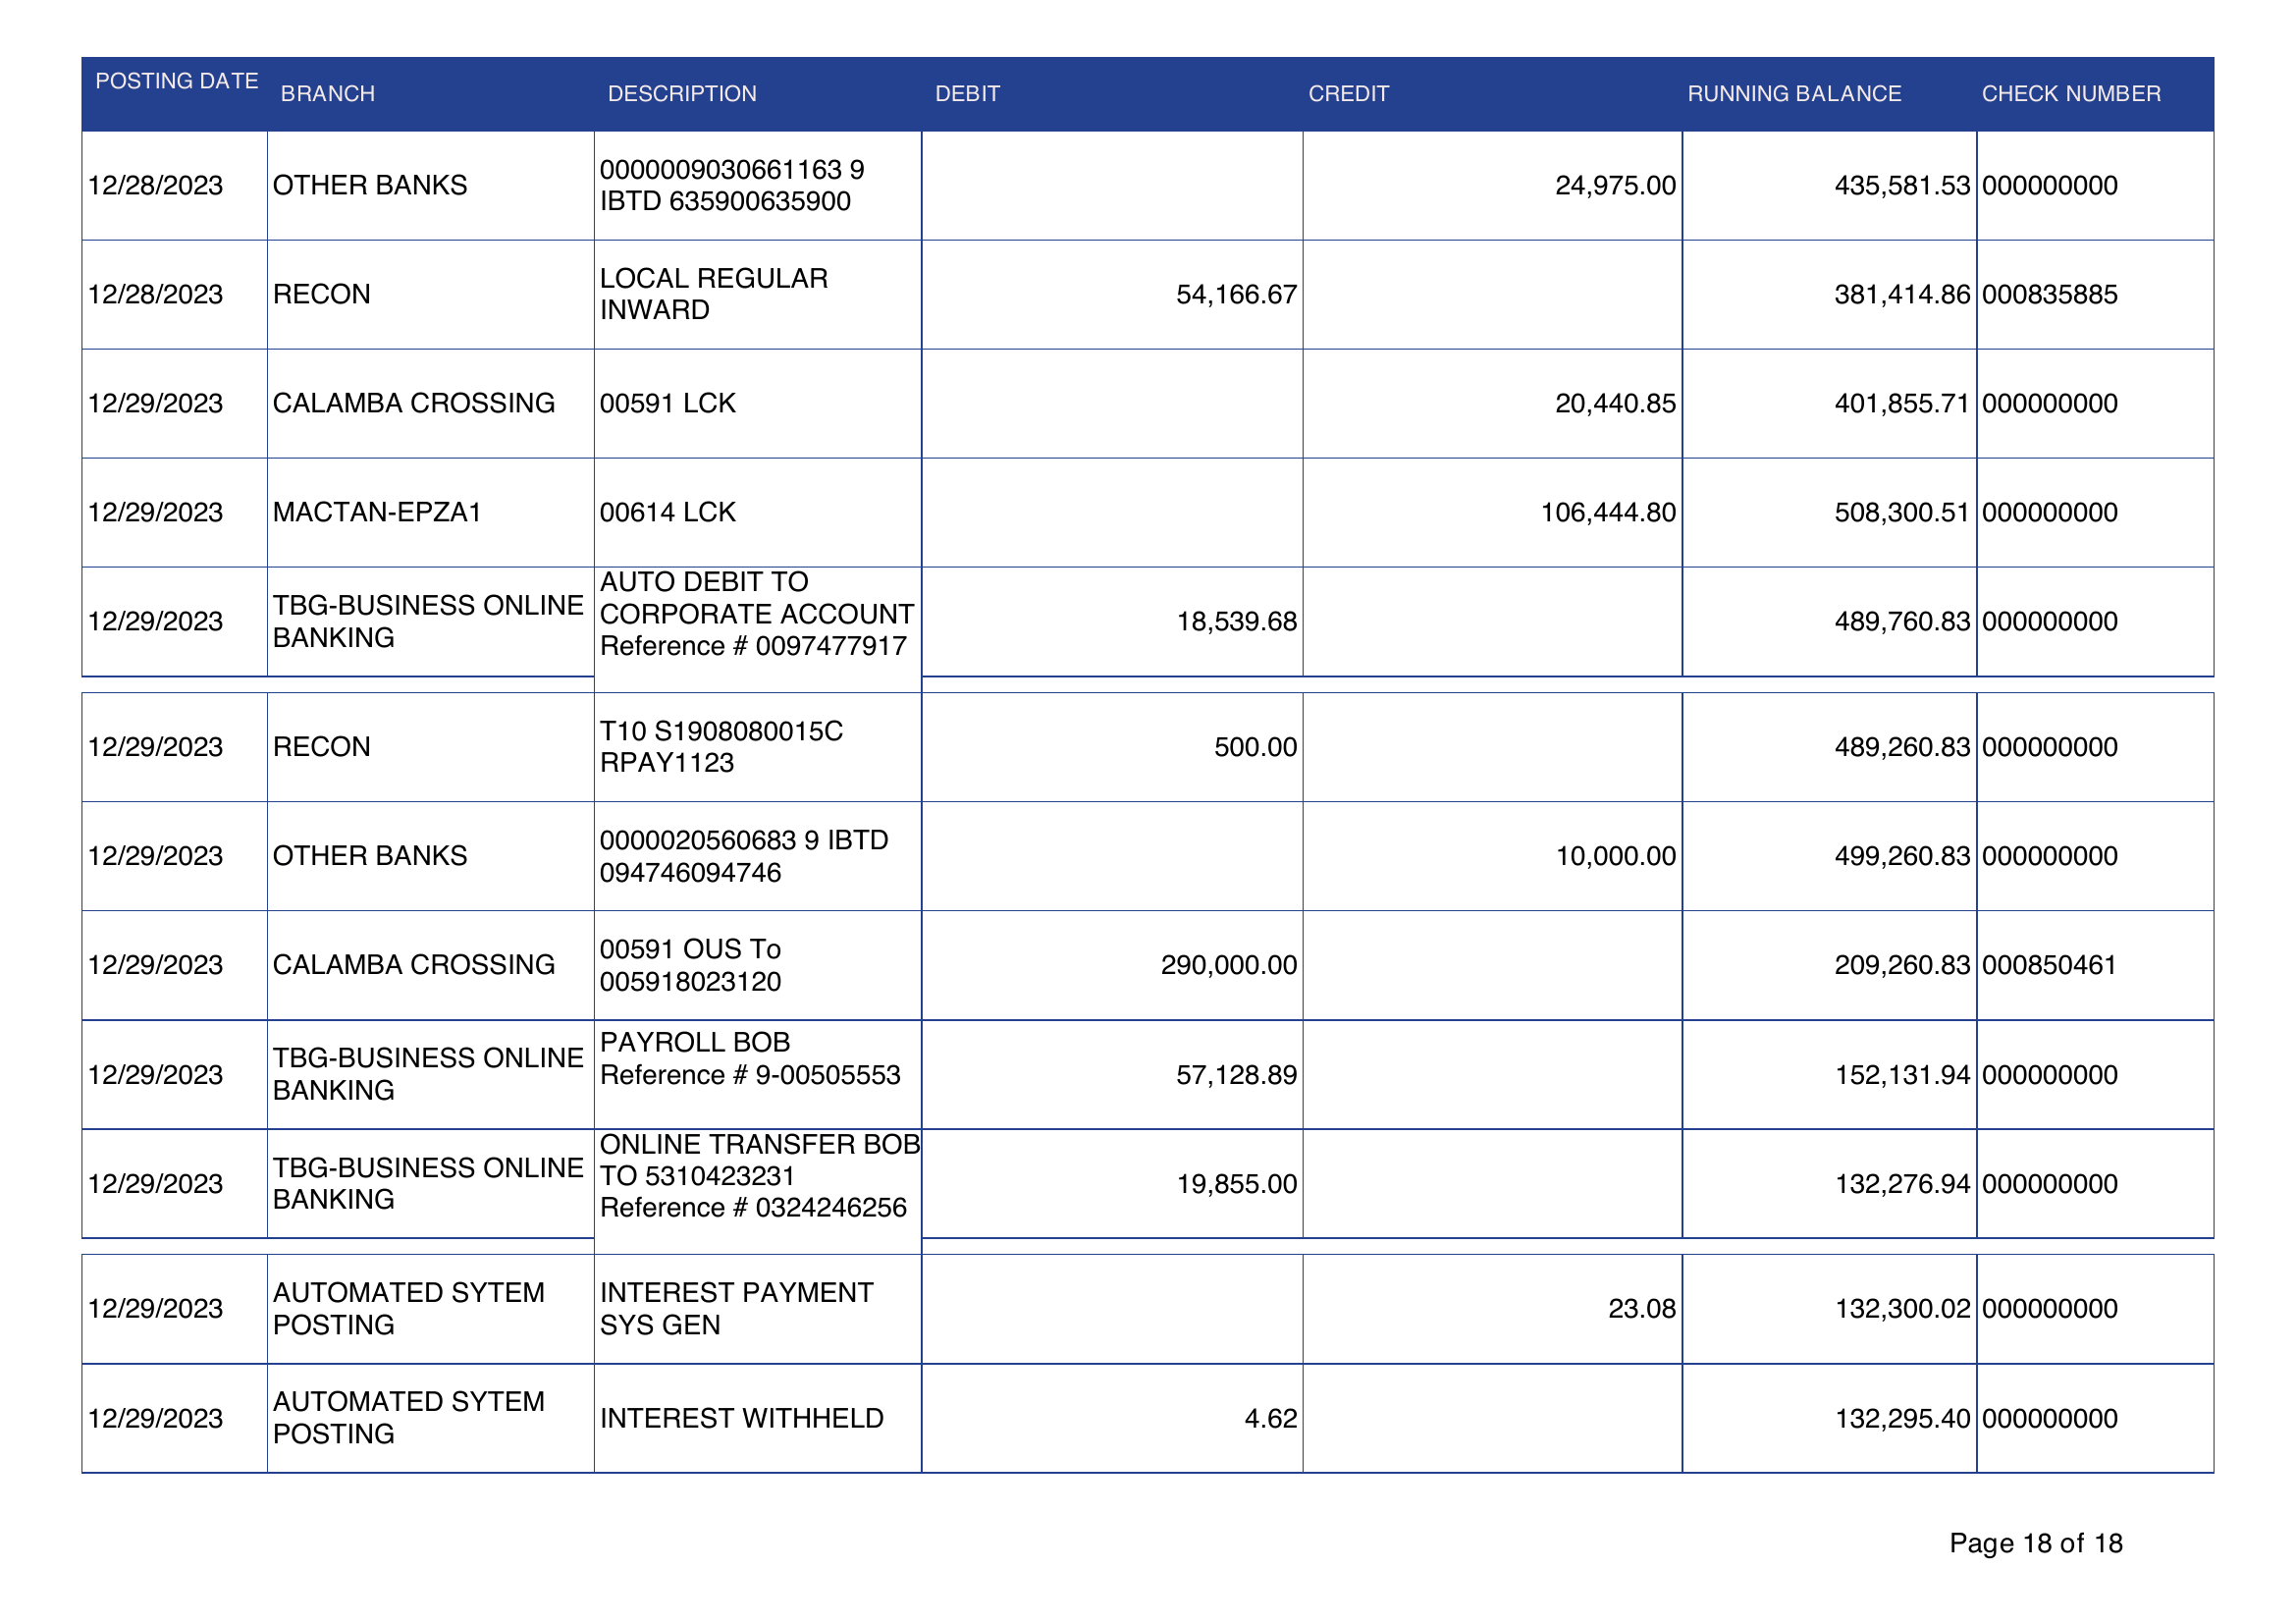 POSTING DATE BRANCH DESCRIPTION DEBIT CREDIT RUNNING BALANCE CHECK NUMBER
12/28/2023 OTHER BANKS 0000009030661163 9
IBTD 635900635900 24,975.00 435,581.53 000000000
12/28/2023 RECON LOCAL REGULAR
INWARD 54,166.67 381,414.86 000835885
12/29/2023 CALAMBA CROSSING 00591 LCK 20,440.85 401,855.71 000000000
12/29/2023 MACTAN-EPZA1 00614 LCK 106,444.80 508,300.51 000000000
12/29/2023 TBG-BUSINESS ONLINE
BANKING AUTO DEBIT TO
CORPORATE ACCOUNT
Reference # 0097477917 18,539.68 489,760.83 000000000
12/29/2023 RECON T10 S1908080015C
RPAY1123 500.00 489,260.83 000000000
12/29/2023 OTHER BANKS 0000020560683 9 IBTD
094746094746 10,000.00 499,260.83 000000000
12/29/2023 CALAMBA CROSSING 00591 OUS To
005918023120 290,000.00 209,260.83 000850461
12/29/2023 TBG-BUSINESS ONLINE
BANKING PAYROLL BOB
Reference # 9-00505553 57,128.89 152,131.94 000000000
12/29/2023 TBG-BUSINESS ONLINE
BANKING ONLINE TRANSFER BOB
TO 5310423231
Reference # 0324246256 19,855.00 132,276.94 000000000
12/29/2023 AUTOMATED SYTEM
POSTING INTEREST PAYMENT
SYS GEN 23.08 132,300.02 000000000
12/29/2023 AUTOMATED SYTEM
POSTING INTEREST WITHHELD 4.62 132,295.40 000000000
Page 18 of 18